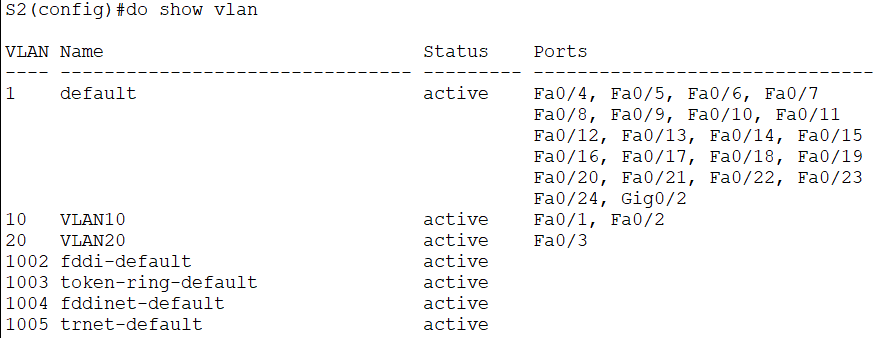 S2(config)#do show vlan
VLAN Name                             Status    Ports
---- -------------------------------- --------- -------------------------------
1    default                          active    Fa0/4, Fa0/5, Fa0/6, Fa0/7
                                                Fa0/8, Fa0/9, Fa0/10, Fa0/11
                                                Fa0/12, Fa0/13, Fa0/14, Fa0/15
                                                Fa0/16, Fa0/17, Fa0/18, Fa0/19
                                                Fa0/20, Fa0/21, Fa0/22, Fa0/23
                                                Fa0/24, Gig0/2
10   VLAN10                           active    Fa0/1, Fa0/2
20   VLAN20                           active    Fa0/3
1002 fddi-default                     active
1003 token-ring-default               active
1004 fddinet-default                  active
1005 trnet-default                    active